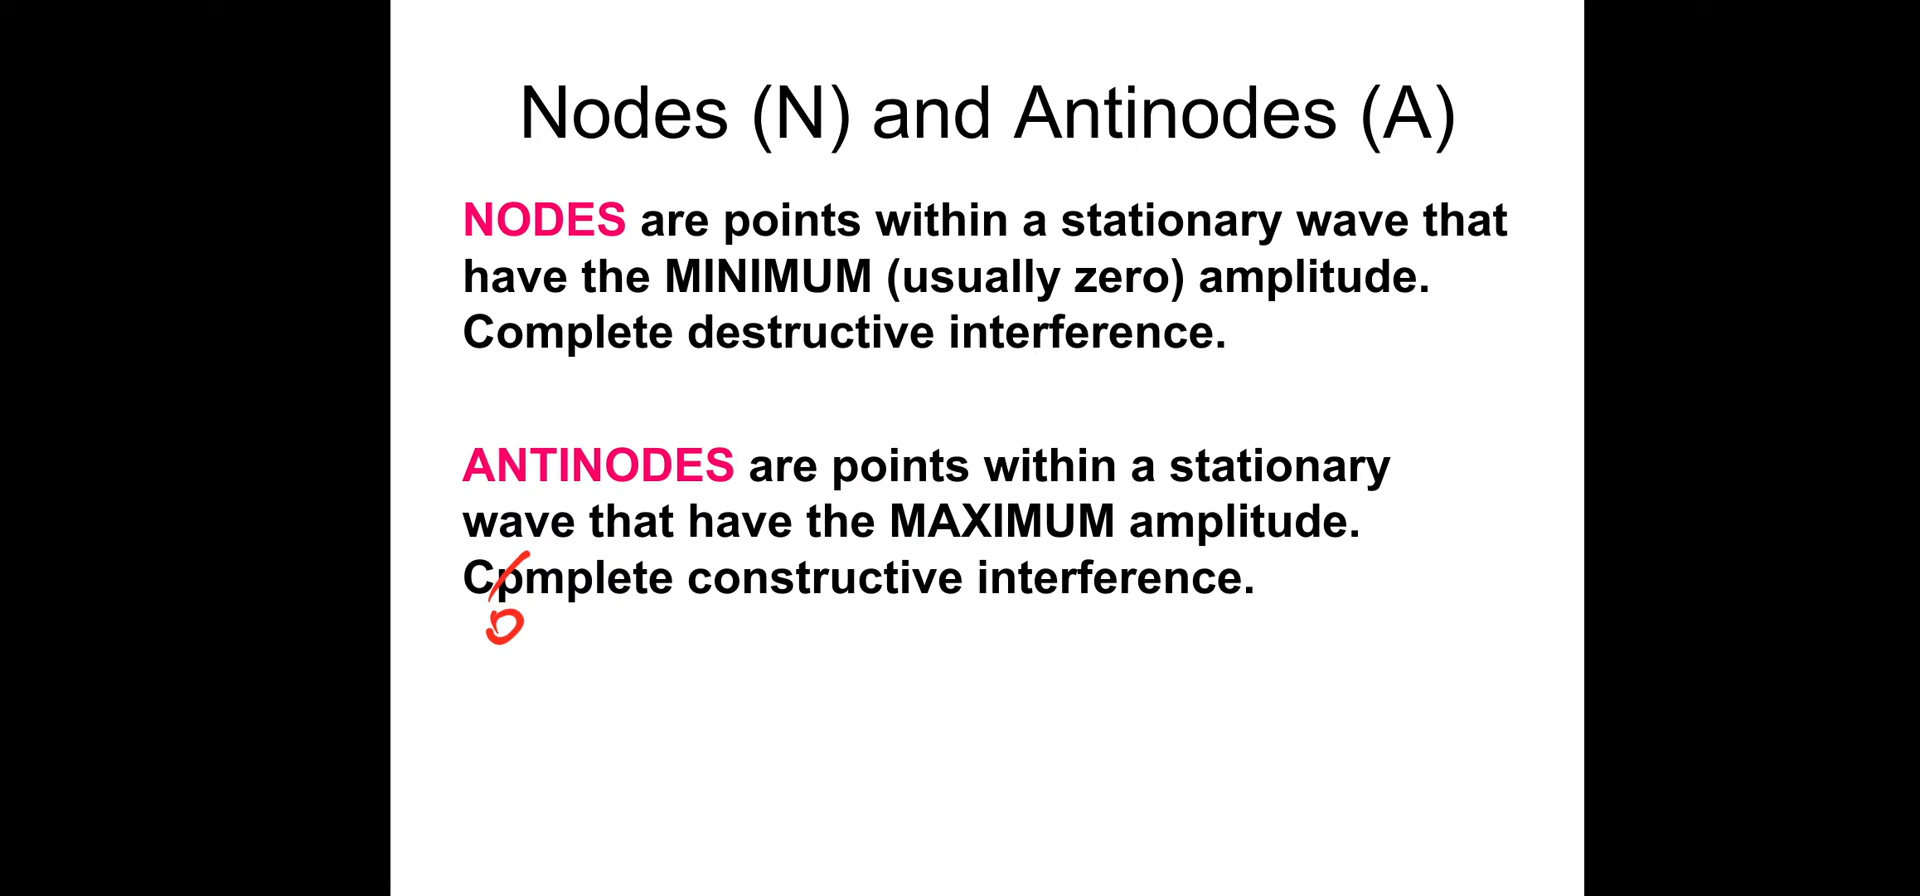 Nodes (N) and Antinodes (A)
NODES are points within a stationary wave that
have the MINIMUM (usually zero) amplitude.
Complete destructive interference.
ANTINODES are points within a stationary
wave that have the MAXIMUM amplitude.
Cpmplete constructive interference.
o